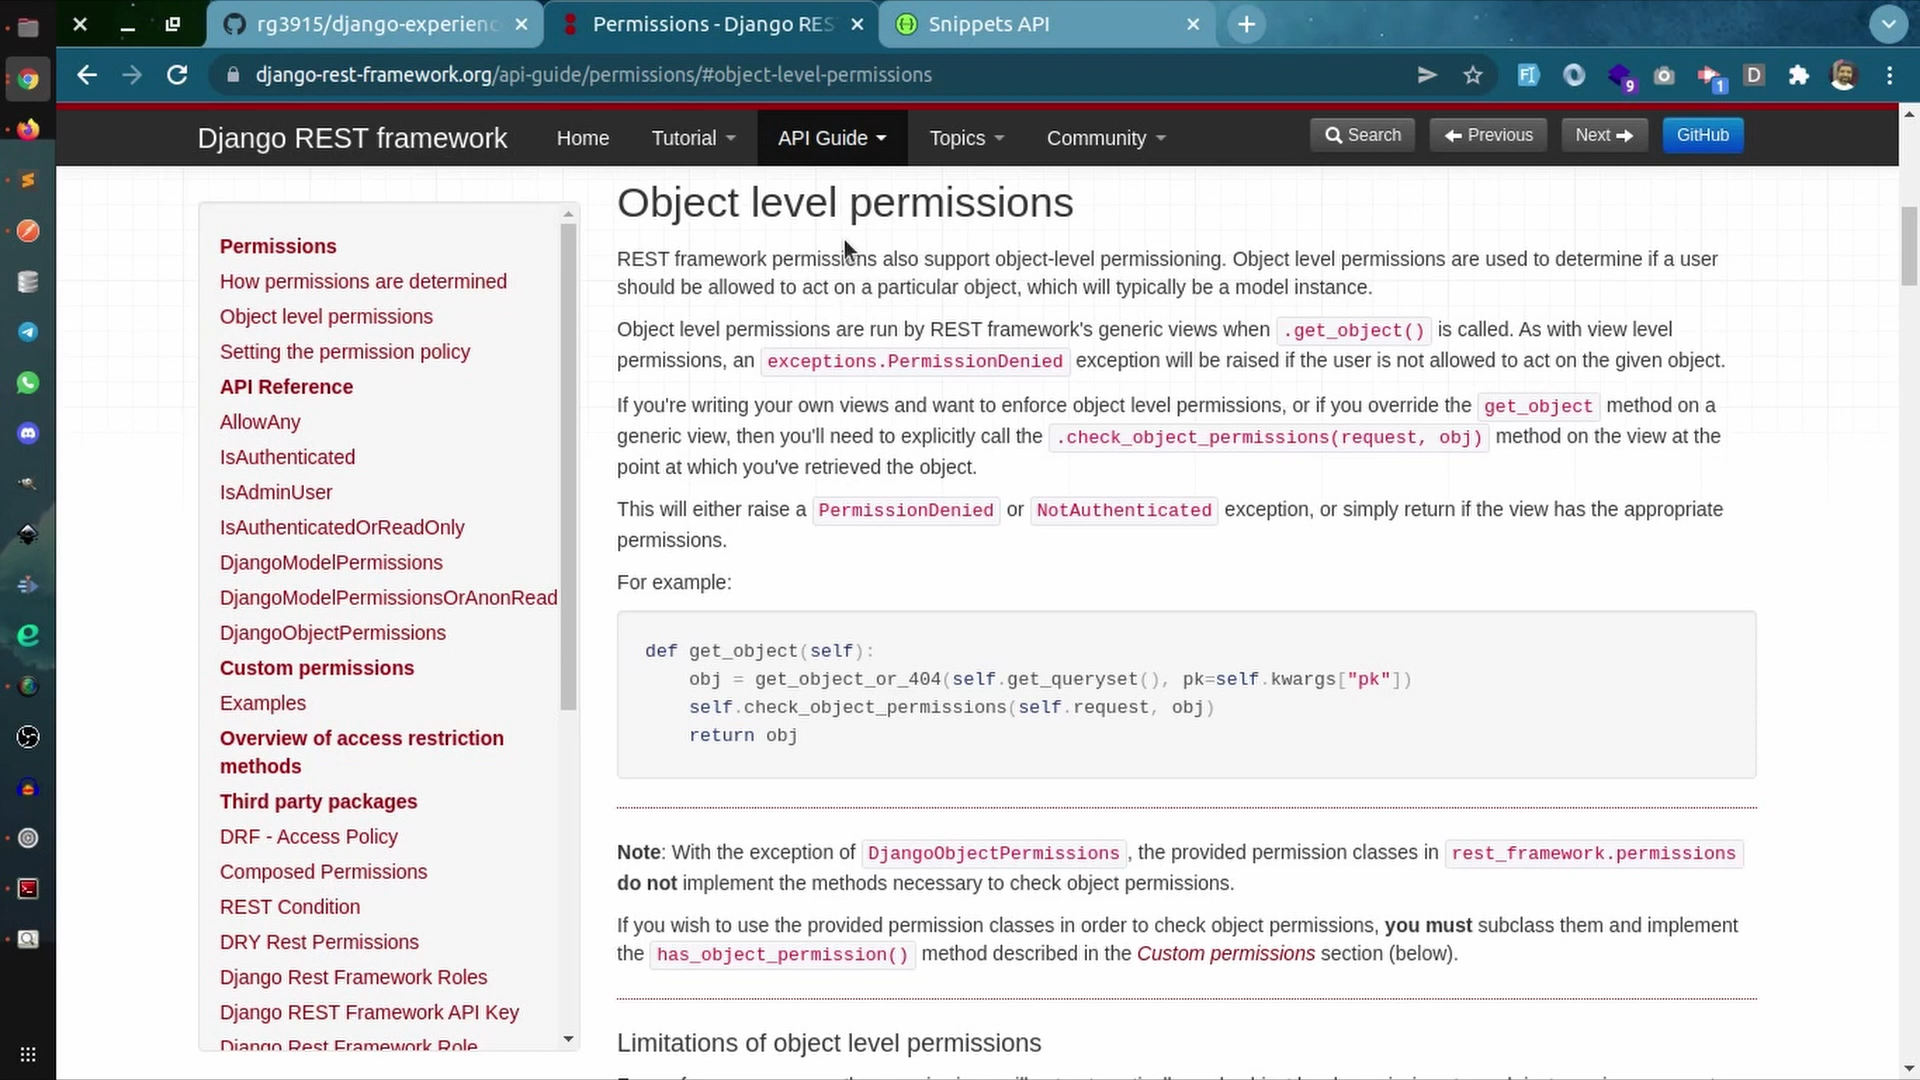 rg3915/django-experienc
Permissions - Django RES
Snippets API
django-rest-framework.org/api-guide/permissions/#object-level-permissions
9
1
D
Django REST framework
Home
Tutorial
API Guide
Topics
Community
Search
Previous
Next
GitHub
Permissions
How permissions are determined
Object level permissions
Setting the permission policy
API Reference
AllowAny
IsAuthenticated
IsAdminUser
IsAuthenticatedOrReadOnly
DjangoModelPermissions
DjangoModelPermissionsOrAnonRead
DjangoObjectPermissions
Custom permissions
Examples
Overview of access restriction
methods
Third party packages
DRF - Access Policy
Composed Permissions
REST Condition
DRY Rest Permissions
Django Rest Framework Roles
Django REST Framework API Key
Django Rest Framework Role
Object level permissions
REST framework permissions also support object-level permissioning. Object level permissions are used to determine if a user
should be allowed to act on a particular object, which will typically be a model instance.
Object level permissions are run by REST framework's generic views when .get_object() is called. As with view level
permissions, an exceptions.PermissionDenied exception will be raised if the user is not allowed to act on the given object.
If you're writing your own views and want to enforce object level permissions, or if you override the get_object method on a
generic view, then you'll need to explicitly call the .check_object_permissions(request, obj) method on the view at the
point at which you've retrieved the object.
This will either raise a PermissionDenied or NotAuthenticated exception, or simply return if the view has the appropriate
permissions.
For example:
def get_object(self):
    obj = get_object_or_404(self.get_queryset(), pk=self.kwargs["pk"])
    self.check_object_permissions(self.request, obj)
    return obj
Note: With the exception of DjangoObjectPermissions, the provided permission classes in rest_framework.permissions
do not implement the methods necessary to check object permissions.
If you wish to use the provided permission classes in order to check object permissions, you must subclass them and implement
the has_object_permission() method described in the Custom permissions section (below).
Limitations of object level permissions